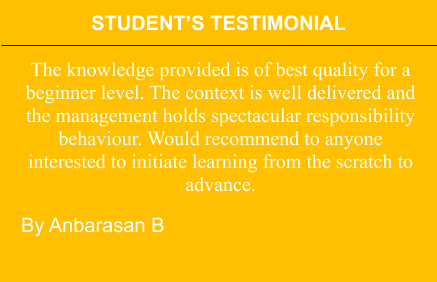 STUDENT’S TESTIMONIAL
The knowledge provided is of best quality for a
beginner level. The context is well delivered and
the management holds spectacular responsibility
behaviour. Would recommend to anyone
interested to initiate learning from the scratch to
advance.
By Anbarasan B